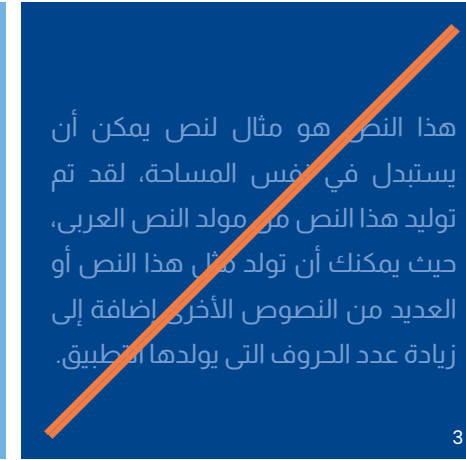 هذا النص هو مثال لنص يمكن أن
يستبدل في نفس المساحة، لقد تم
توليد هذا النص من مولد النص العربى،
حيث يمكنك أن تولد مثل هذا النص أو
العديد من النصوص الأخرى إضافة إلى
زيادة عدد الحروف التى يولدها التطبيق.
3